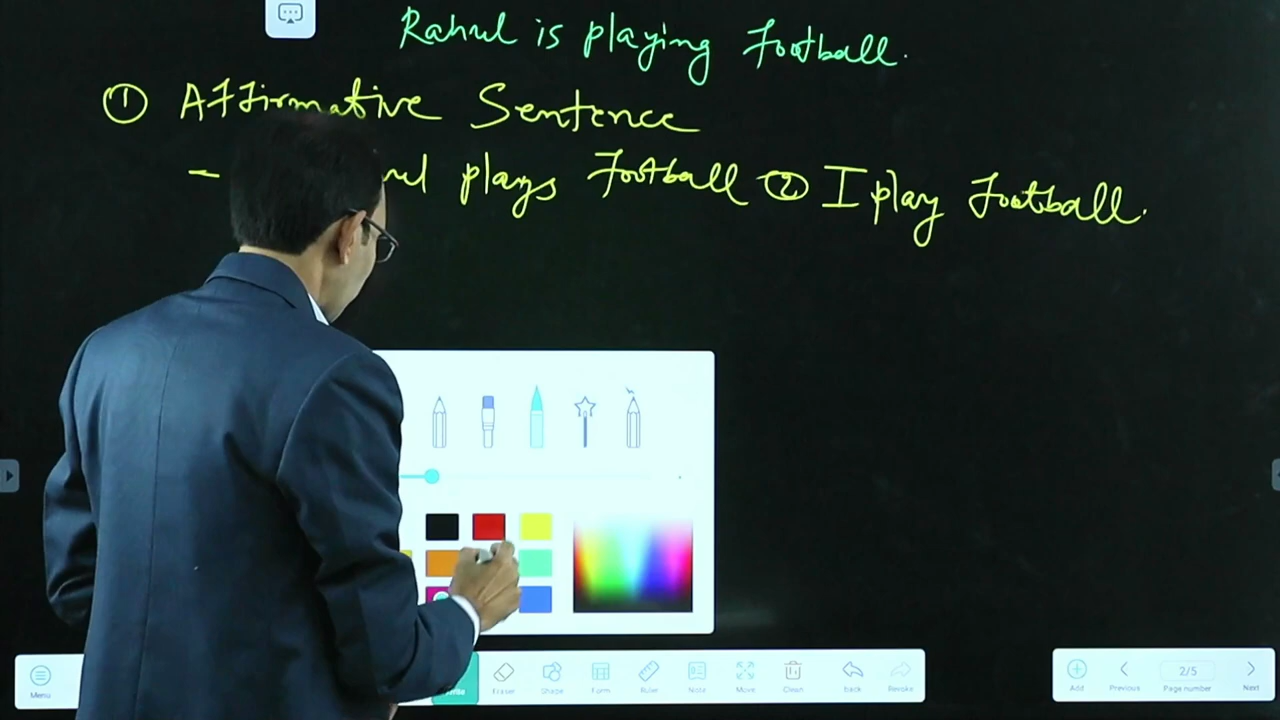 Rahul is playing Football.
① Affirmative Sentence
- plays Football ② I play Football.
Menu Eraser Shape Form Ruler Note Move Clean back Revoke Add Previous 2/5 Page number Next